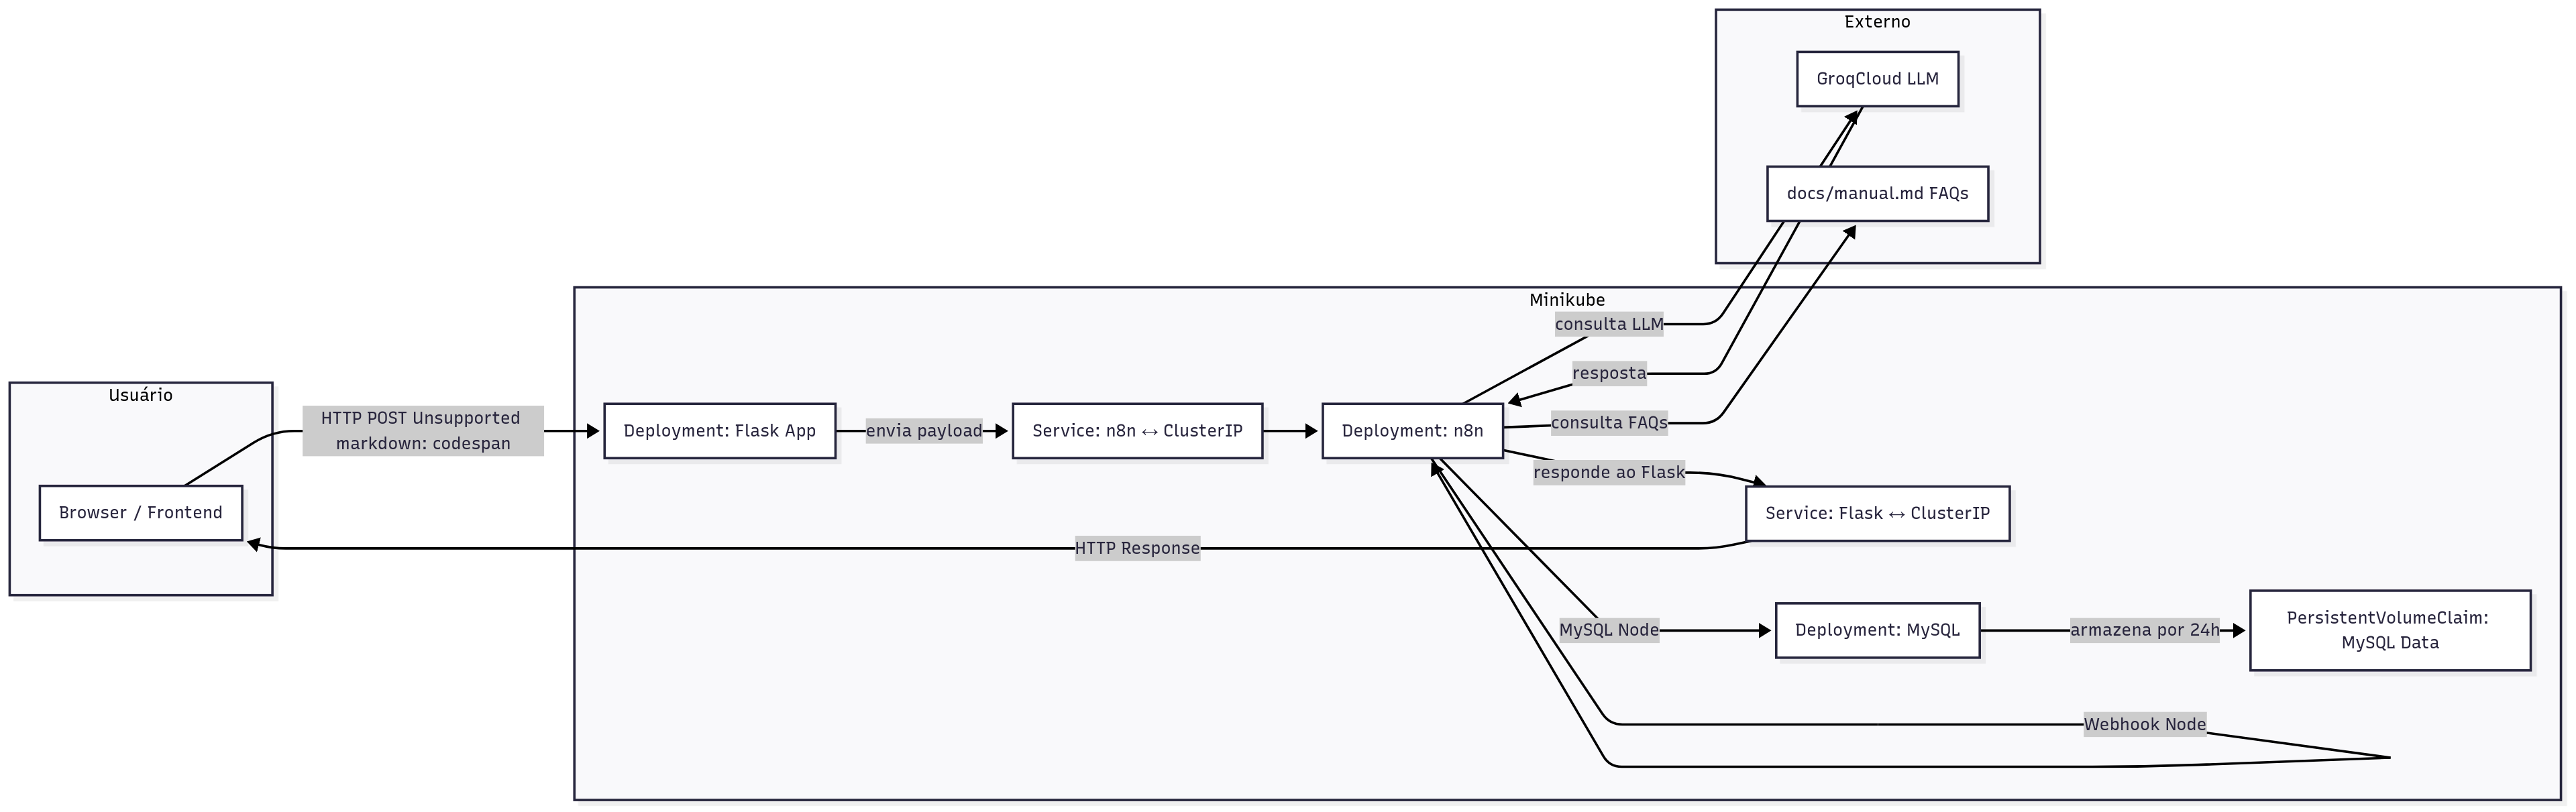 Externo
GroqCloud LLM
docs/manual.md FAQs
Minikube
consulta LLM
resposta
consulta FAQs
responde ao Flask
Usuário
Browser / Frontend
HTTP POST Unsupported
markdown: codespan
Deployment: Flask App
envia payload
Service: n8n ↔ ClusterIP
Deployment: n8n
Service: Flask ↔ ClusterIP
HTTP Response
MySQL Node
Deployment: MySQL
armazena por 24h
PersistentVolumeClaim:
MySQL Data
Webhook Node